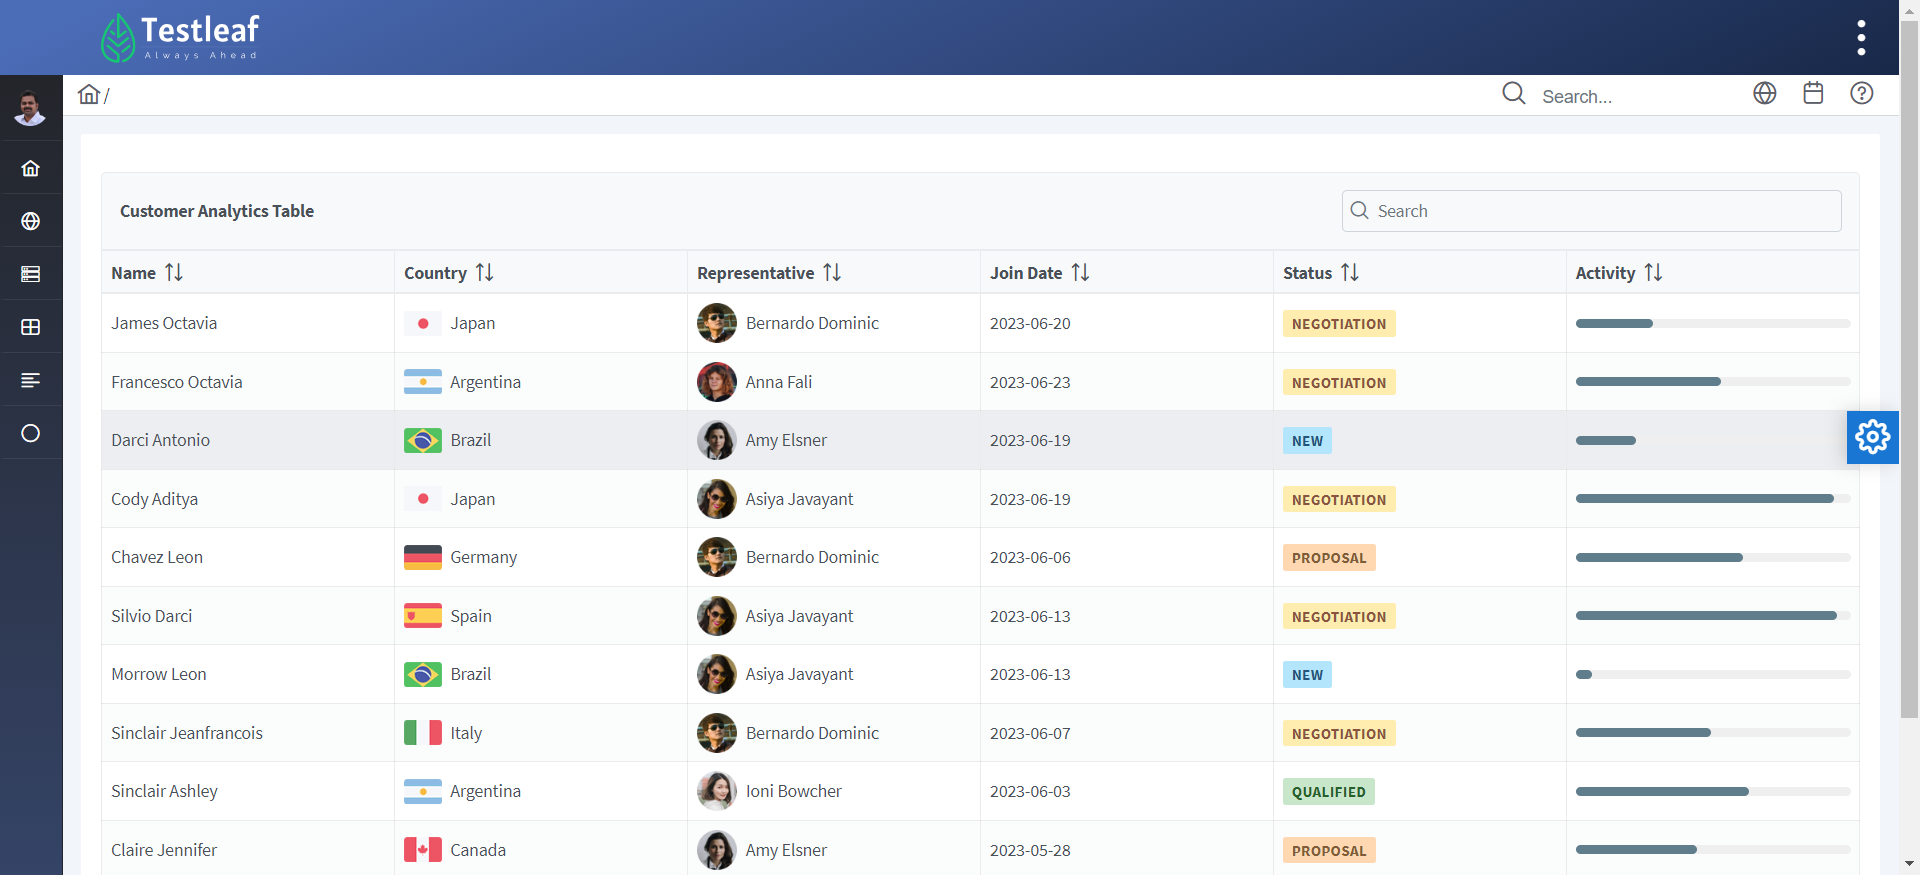 Testleaf
Always Ahead
/
Search...
Customer Analytics Table
Search
Name Country Representative Join Date Status Activity
James Octavia Japan Bernardo Dominic 2023-06-20 NEGOTIATION
Francesco Octavia Argentina Anna Fali 2023-06-23 NEGOTIATION
Darci Antonio Brazil Amy Elsner 2023-06-19 NEW
Cody Aditya Japan Asiya Javayant 2023-06-19 NEGOTIATION
Chavez Leon Germany Bernardo Dominic 2023-06-06 PROPOSAL
Silvio Darci Spain Asiya Javayant 2023-06-13 NEGOTIATION
Morrow Leon Brazil Asiya Javayant 2023-06-13 NEW
Sinclair Jeanfrancois Italy Bernardo Dominic 2023-06-07 NEGOTIATION
Sinclair Ashley Argentina Ioni Bowcher 2023-06-03 QUALIFIED
Claire Jennifer Canada Amy Elsner 2023-05-28 PROPOSAL